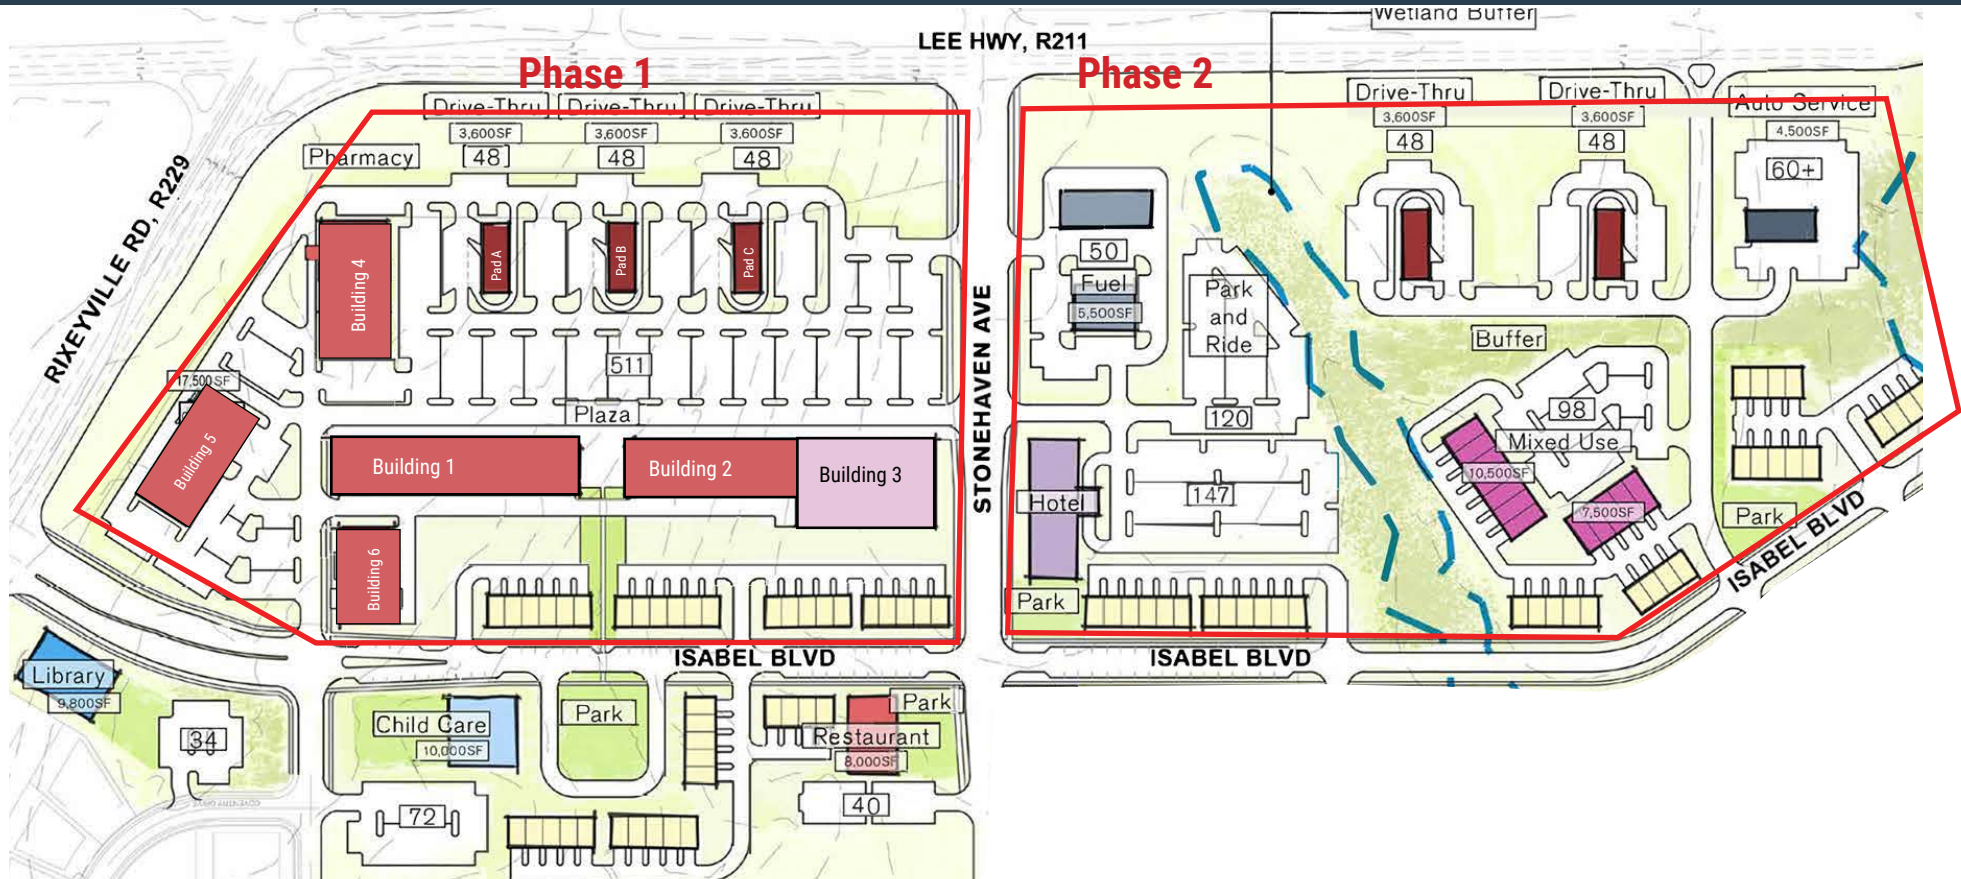 Wetland Buffer
LEE HWY, R211
Phase 1
Phase 2
Drive-Thru
Drive-Thru
Drive-Thru
3,600SF
3,600SF
3,600SF
48
48
48
Pharmacy
Drive-Thru
Drive-Thru
Auto Service
3,600SF
3,600SF
4,500SF
48
48
60+
RIXEYVILLE RD, R229
Building 4
Pad A
Pad B
Pad C
50
Fuel
5,500SF
Park
and
Ride
STONEHAVEN AVE
Buffer
511
17,500SF
Plaza
120
98
Mixed Use
Building 5
Building 1
Building 2
Building 3
10,500SF
7,500SF
Hotel
147
Park
ISABEL BLVD
Building 6
Park
ISABEL BLVD
ISABEL BLVD
Library
9,800SF
34
Child Care
10,000SF
Park
Park
Restaurant
8,000SF
72
40
COVENTRY DRIVE